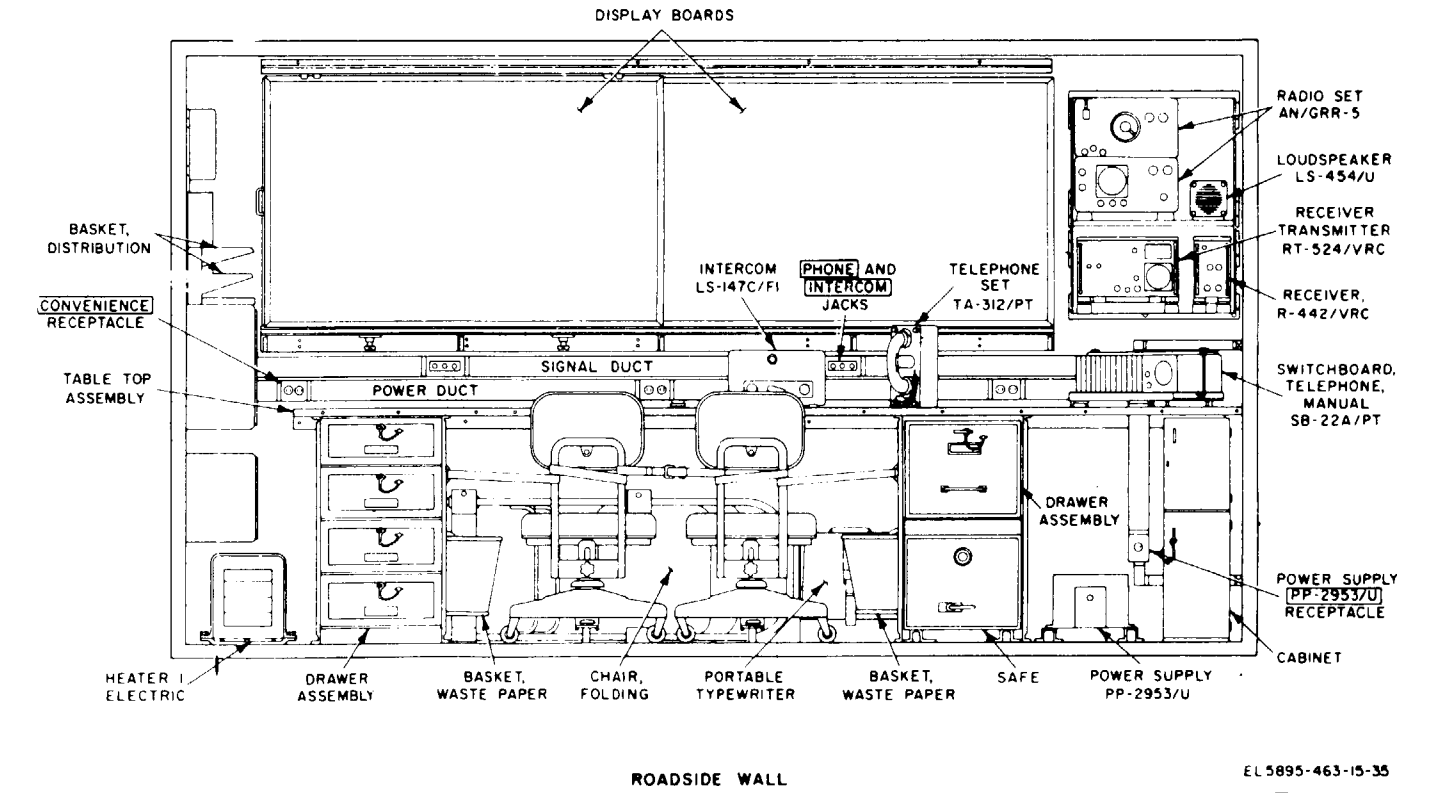 DISPLAY BOARDS
RADIO SET
AN/GRR-5
LOUDSPEAKER
LS-454/U
RECEIVER
TRANSMITTER
RT-524/VRC
BASKET,
DISTRIBUTION
INTERCOM
LS-147C/FI
PHONE AND
INTERCOM
JACKS
TELEPHONE
SET
TA-312/PT
RECEIVER,
R-442/VRC
CONVENIENCE
RECEPTACLE
SIGNAL DUCT
POWER DUCT
TABLE TOP
ASSEMBLY
SWITCHBOARD,
TELEPHONE,
MANUAL
SB-22A/PT
DRAWER
ASSEMBLY
POWER SUPPLY
PP-2953/U
RECEPTACLE
CABINET
HEATER 1
ELECTRIC
DRAWER
ASSEMBLY
BASKET,
WASTE PAPER
CHAIR,
FOLDING
PORTABLE
TYPEWRITER
BASKET,
WASTE PAPER
SAFE
POWER SUPPLY
PP-2953/U
ROADSIDE WALL
EL5895-463-15-35